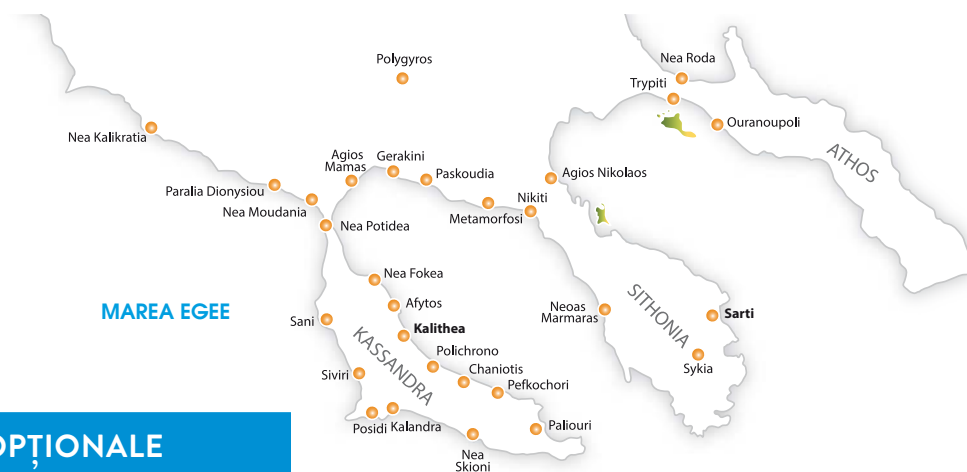 Polygyros
Nea Roda
Trypiti
Ouranoupoli
ATHOS
Nea Kalikratia
Agios
Mamas
Gerakini
Paskoudia
Agios Nikolaos
Paralia Dionysiou
Nea Moudania
Nikiti
Metamorfosi
Nea Potidea
Nea Fokea
Afytos
MAREA EGEE
Sani
Kalithea
KASSANDRA
Neoas
Marmaras
SITHONIA
Sarti
Polichrono
Chaniotis
Sykia
Siviri
Pefkochori
Posidi
Kalandra
Paliouri
Nea
Skioni
OPȚIONALE